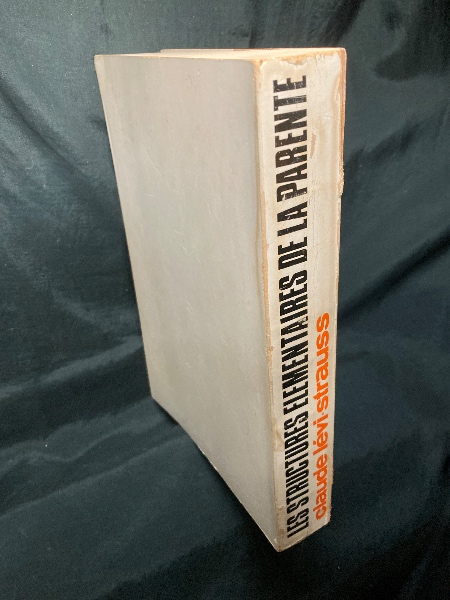 LES STRUCTURES ELEMENTAIRES DE LA PARENTE
claude lévi-strauss